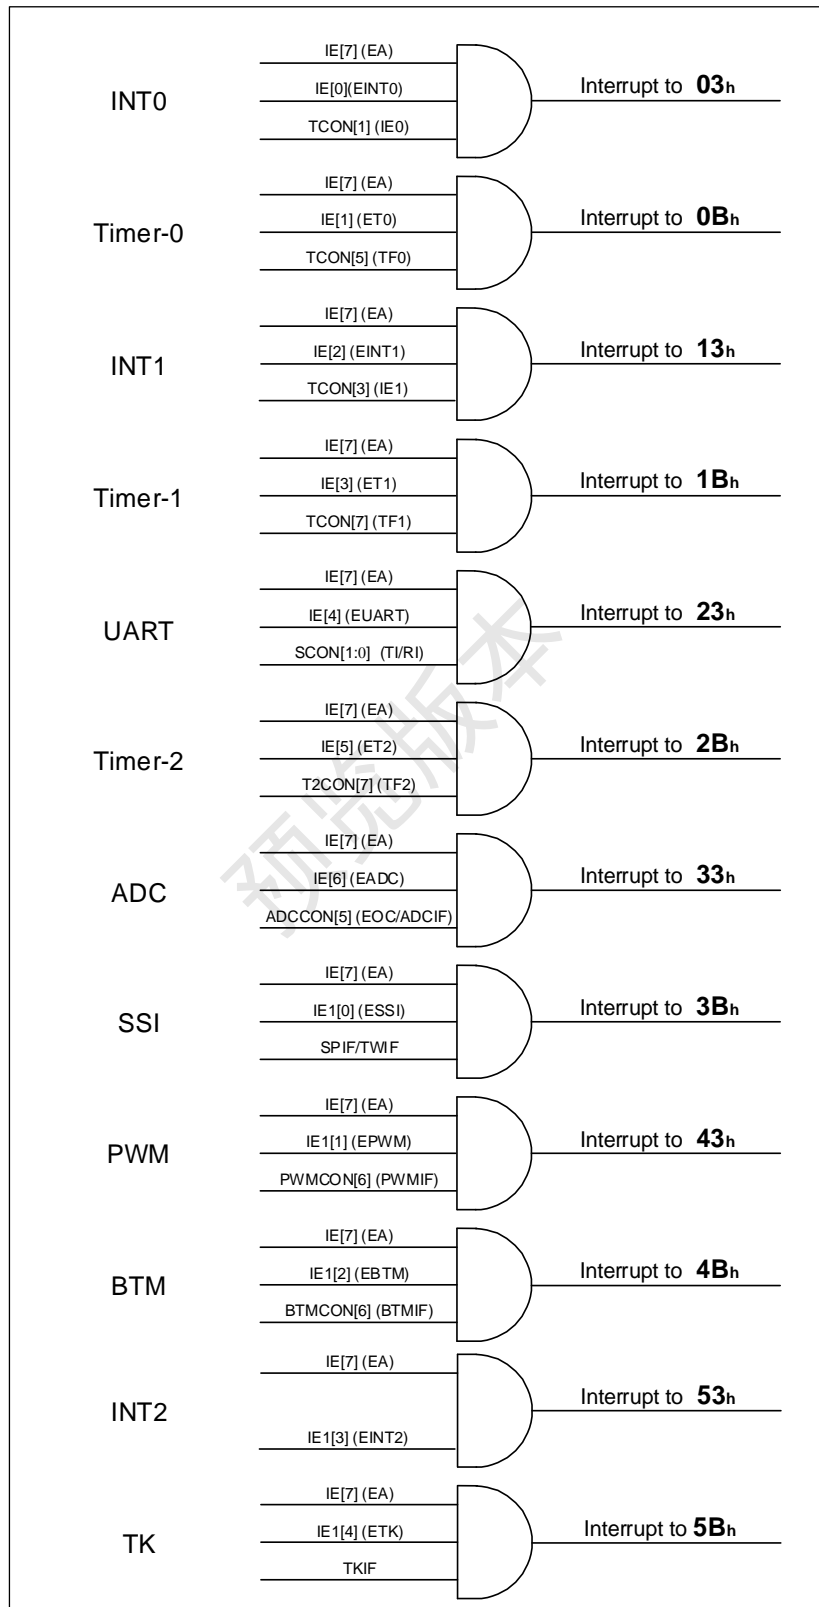 IE[7] (EA)
INT0
IE[0](EINT0)
Interrupt to 03h
TCON[1] (IE0)
IE[7] (EA)
Timer-0
IE[1] (ET0)
Interrupt to 0Bh
TCON[5] (TF0)
IE[7] (EA)
INT1
IE[2] (EINT1)
Interrupt to 13h
TCON[3] (IE1)
IE[7] (EA)
Timer-1
IE[3] (ET1)
Interrupt to 1Bh
TCON[7] (TF1)
IE[7] (EA)
UART
IE[4] (EUART)
Interrupt to 23h
SCON[1:0] (TI/RI)
IE[7] (EA)
Timer-2
IE[5] (ET2)
Interrupt to 2Bh
T2CON[7] (TF2)
IE[7] (EA)
ADC
IE[6] (EADC)
Interrupt to 33h
ADCCON[5] (EOC/ADCIF)
IE[7] (EA)
SSI
IE1[0] (ESSI)
Interrupt to 3Bh
SPIF/TWIF
IE[7] (EA)
PWM
IE1[1] (EPWM)
Interrupt to 43h
PWMCON[6] (PWMIF)
IE[7] (EA)
BTM
IE1[2] (EBTM)
Interrupt to 4Bh
BTMCON[6] (BTMIF)
IE[7] (EA)
INT2
Interrupt to 53h
IE1[3] (EINT2)
IE[7] (EA)
TK
IE1[4] (ETK)
Interrupt to 5Bh
TKIF
预览版本